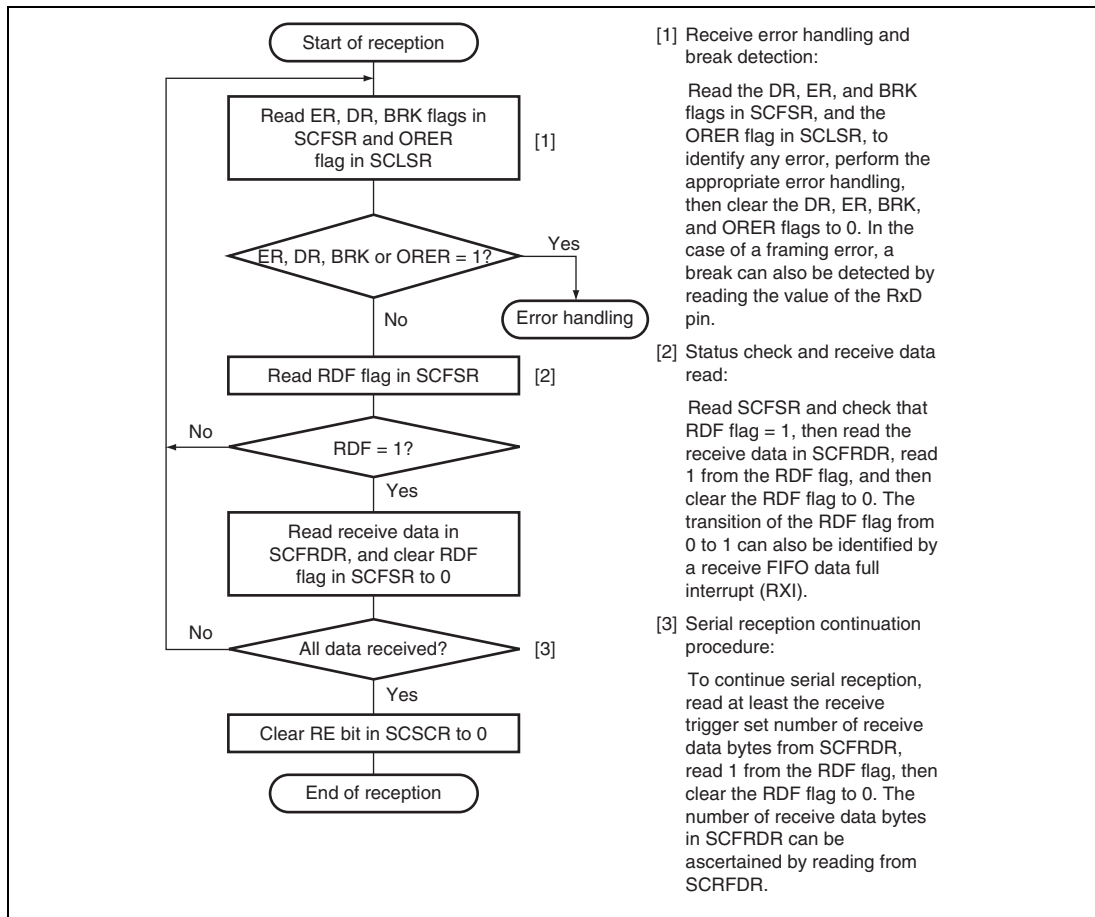 Start of reception
Read ER, DR, BRK flags in
SCFSR and ORER
flag in SCLSR
[1]
ER, DR, BRK or ORER = 1?
Yes
Error handling
No
Read RDF flag in SCFSR
[2]
No
RDF = 1?
Yes
Read receive data in
SCFRDR, and clear RDF
flag in SCFSR to 0
No
All data received?
[3]
Yes
Clear RE bit in SCSCR to 0
End of reception
[1] Receive error handling and
break detection:
Read the DR, ER, and BRK
flags in SCFSR, and the
ORER flag in SCLSR, to
identify any error, perform the
appropriate error handling,
then clear the DR, ER, BRK,
and ORER flags to 0. In the
case of a framing error, a
break can also be detected by
reading the value of the RxD
pin.
[2] Status check and receive data
read:
Read SCFSR and check that
RDF flag = 1, then read the
receive data in SCFRDR, read
1 from the RDF flag, and then
clear the RDF flag to 0. The
transition of the RDF flag from
0 to 1 can also be identified by
a receive FIFO data full
interrupt (RXI).
[3] Serial reception continuation
procedure:
To continue serial reception,
read at least the receive
trigger set number of receive
data bytes from SCFRDR,
read 1 from the RDF flag, then
clear the RDF flag to 0. The
number of receive data bytes
in SCFRDR can be
ascertained by reading from
SCRFDR.